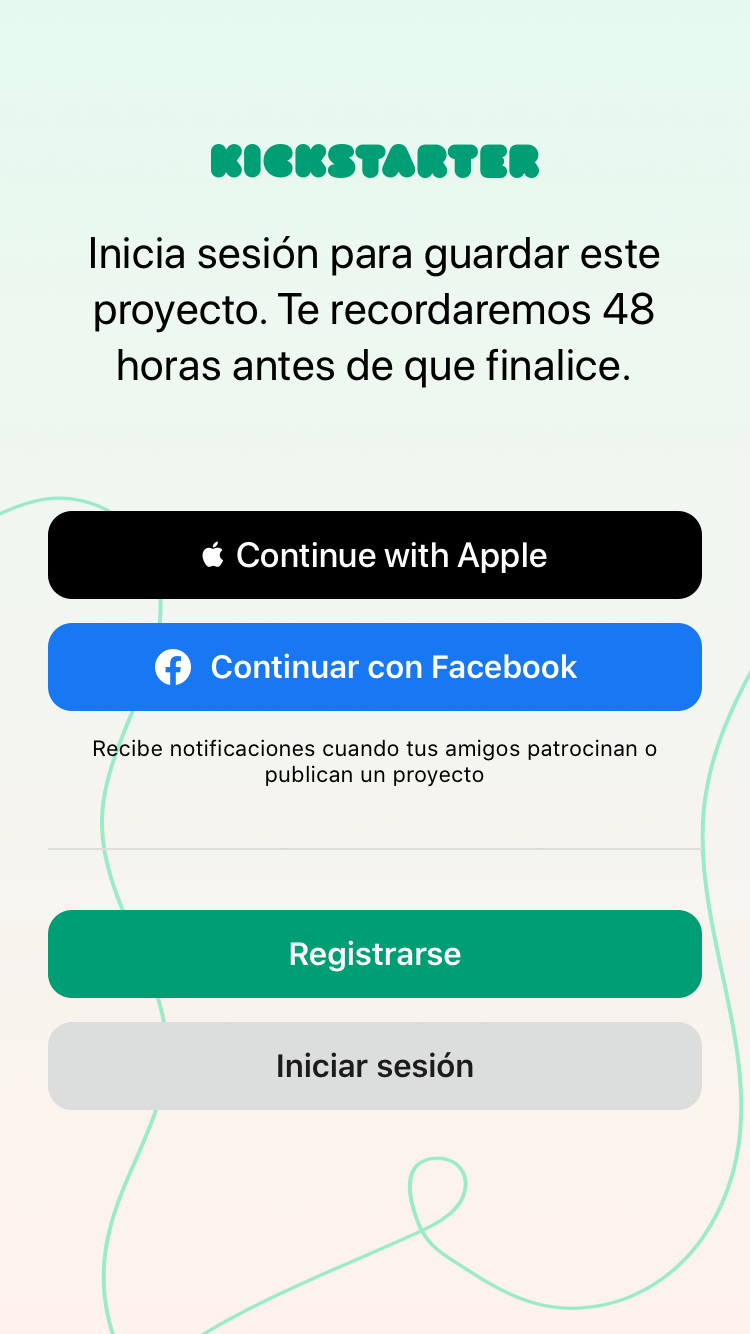 KICKSTARTER
Inicia sesión para guardar este
proyecto. Te recordaremos 48
horas antes de que finalice.
Continue with Apple
Continuar con Facebook
Recibe notificaciones cuando tus amigos patrocinan o
publican un proyecto
Registrarse
Iniciar sesión